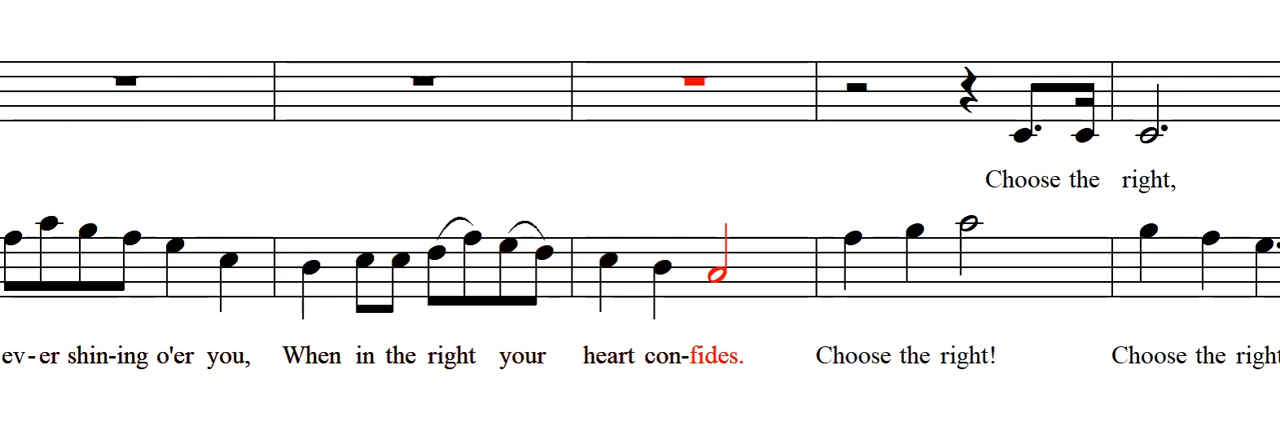 Choose the right,
ev-er shin-ing o'er you, When in the right your heart con-fides. Choose the right! Choose the right